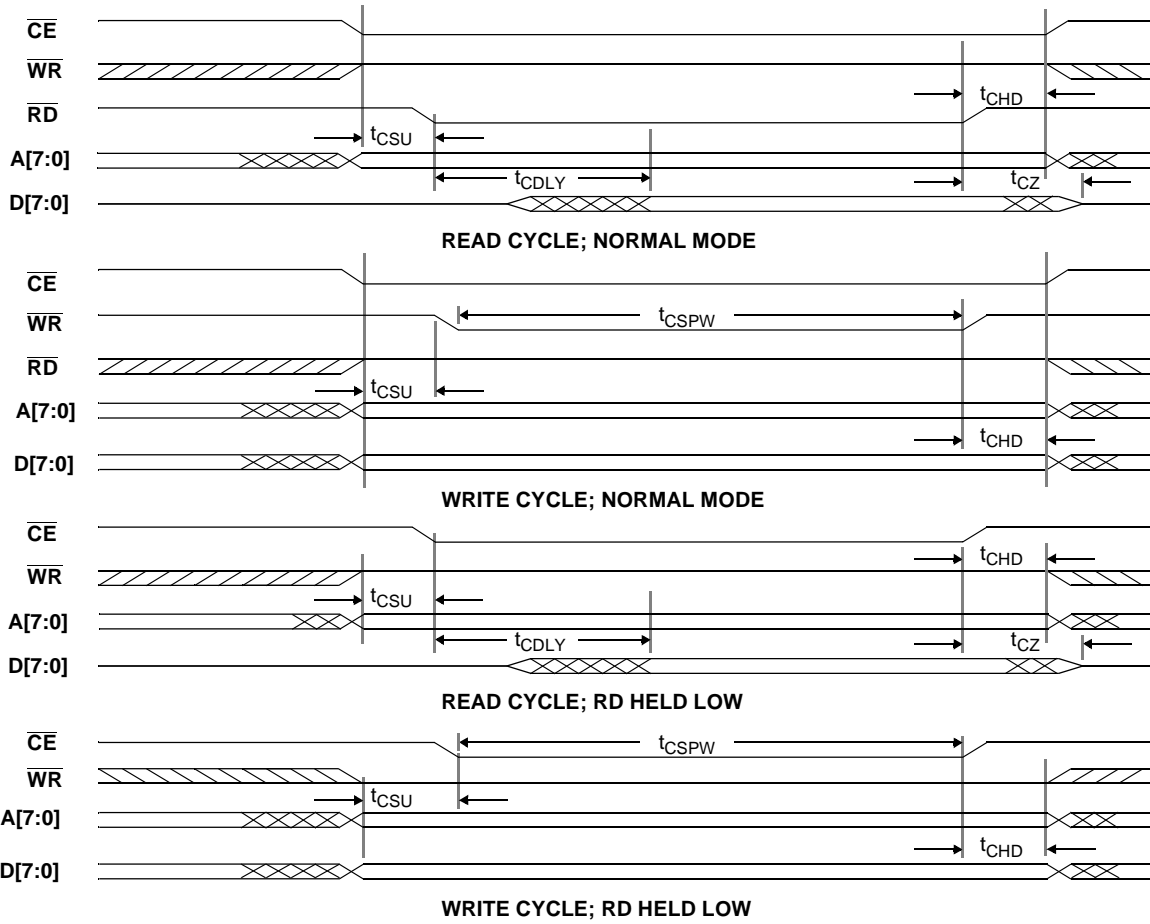 CE
WR
RD
tCHD
tCSU
A[7:0]
tCDLY
tCZ
D[7:0]
READ CYCLE; NORMAL MODE
CE
WR
tCSPW
RD
tCSU
A[7:0]
tCHD
D[7:0]
WRITE CYCLE; NORMAL MODE
CE
tCHD
WR
tCSU
A[7:0]
tCDLY
tCZ
D[7:0]
READ CYCLE; RD HELD LOW
CE
tCSPW
WR
tCSU
A[7:0]
tCHD
D[7:0]
WRITE CYCLE; RD HELD LOW